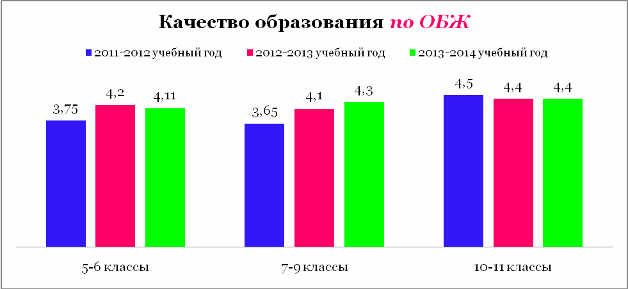 Качество образования по ОБЖ
2011-2012 учебный год 2012-2013 учебный год 2013-2014 учебный год
3,75 4,2 4,11 3,65 4,1 4,3 4,5 4,4 4,4
5-6 классы 7-9 классы 10-11 классы